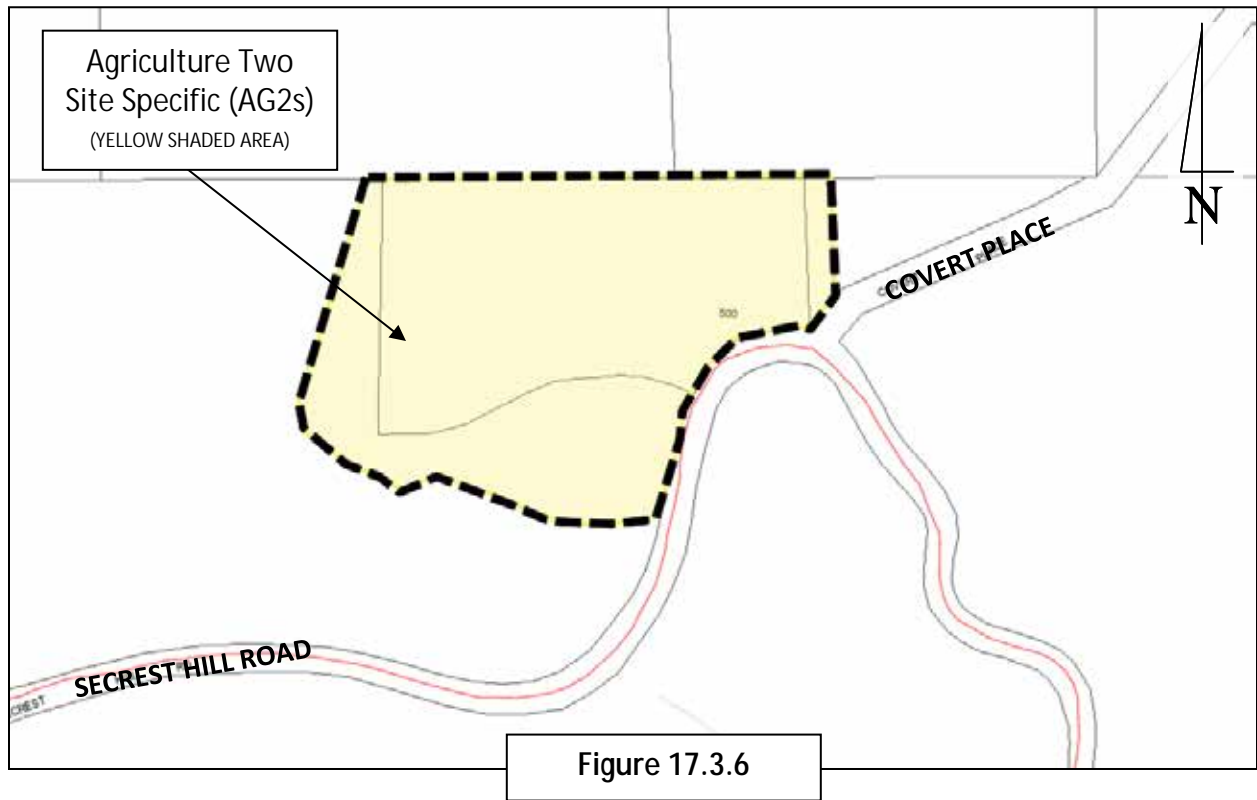 Agriculture Two
Site Specific (AG2s)
(YELLOW SHADED AREA)
N
COVERT PLACE
500
SECREST HILL ROAD
CREST
Figure 17.3.6